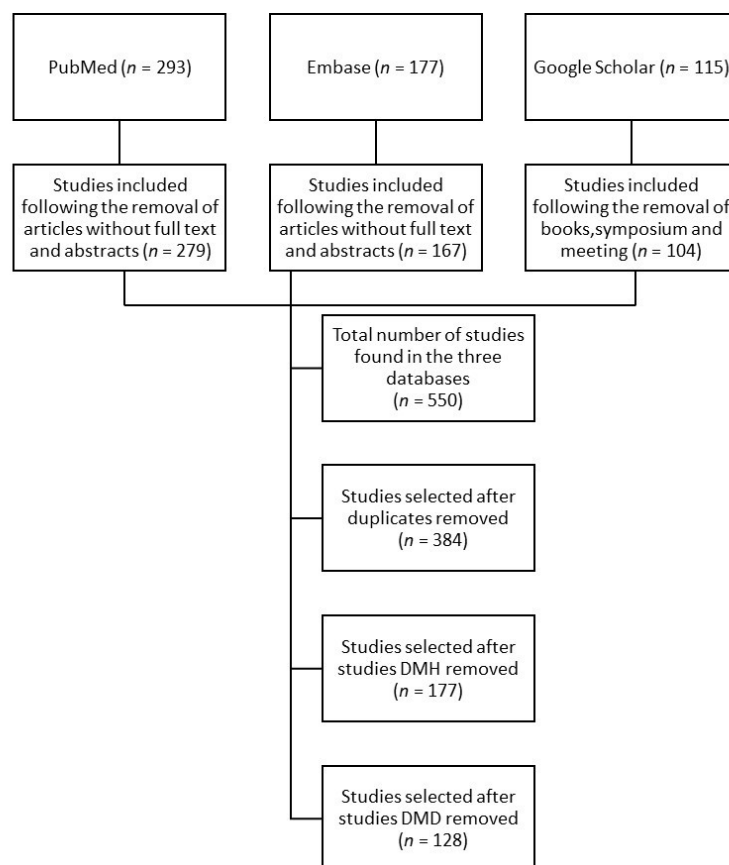 PubMed (n = 293)
Embase (n = 177)
Google Scholar (n = 115)
Studies included
following the removal of
articles without full text
and abstracts (n = 279)
Studies included
following the removal of
articles without full text
and abstracts (n = 167)
Studies included
following the removal of
books,symposium and
meeting (n = 104)
Total number of studies
found in the three
databases
(n = 550)
Studies selected after
duplicates removed
(n = 384)
Studies selected after
studies DMH removed
(n = 177)
Studies selected after
studies DMD removed
(n = 128)